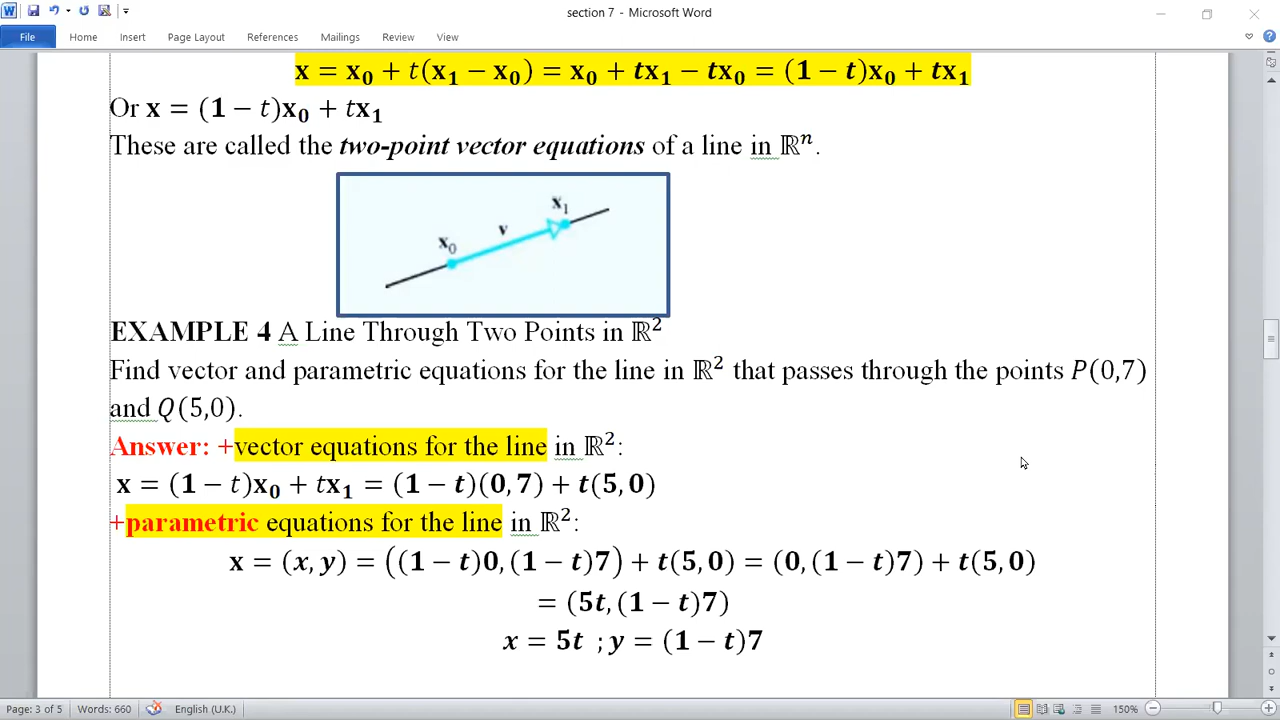 section 7 - Microsoft Word
File Home Insert Page Layout References Mailings Review View
𝐱 = 𝐱₀ + 𝑡(𝐱₁ − 𝐱₀) = 𝐱₀ + 𝒕𝐱₁ − 𝒕𝐱₀ = (𝟏 − 𝒕)𝐱₀ + 𝒕𝐱₁
Or 𝐱 = (𝟏 − 𝑡)𝐱₀ + 𝑡𝐱₁
These are called the two-point vector equations of a line in ℝⁿ.
x₁
v
x₀
EXAMPLE 4 A Line Through Two Points in ℝ²
Find vector and parametric equations for the line in ℝ² that passes through the points 𝑃(0,7)
and 𝑄(5,0).
Answer: +vector equations for the line in ℝ²:
𝐱 = (𝟏 − 𝑡)𝐱₀ + 𝑡𝐱₁ = (𝟏 − 𝒕)(𝟎, 𝟕) + 𝒕(𝟓, 𝟎)
+parametric equations for the line in ℝ²:
𝐱 = (𝒙, 𝒚) = ((𝟏 − 𝒕)𝟎, (𝟏 − 𝒕)𝟕) + 𝒕(𝟓, 𝟎) = (𝟎, (𝟏 − 𝒕)𝟕) + 𝒕(𝟓, 𝟎)
= (𝟓𝒕, (𝟏 − 𝒕)𝟕)
𝒙 = 𝟓𝒕 ; 𝒚 = (𝟏 − 𝒕)𝟕
Page: 3 of 5 Words: 660 English (U.K.) 150%